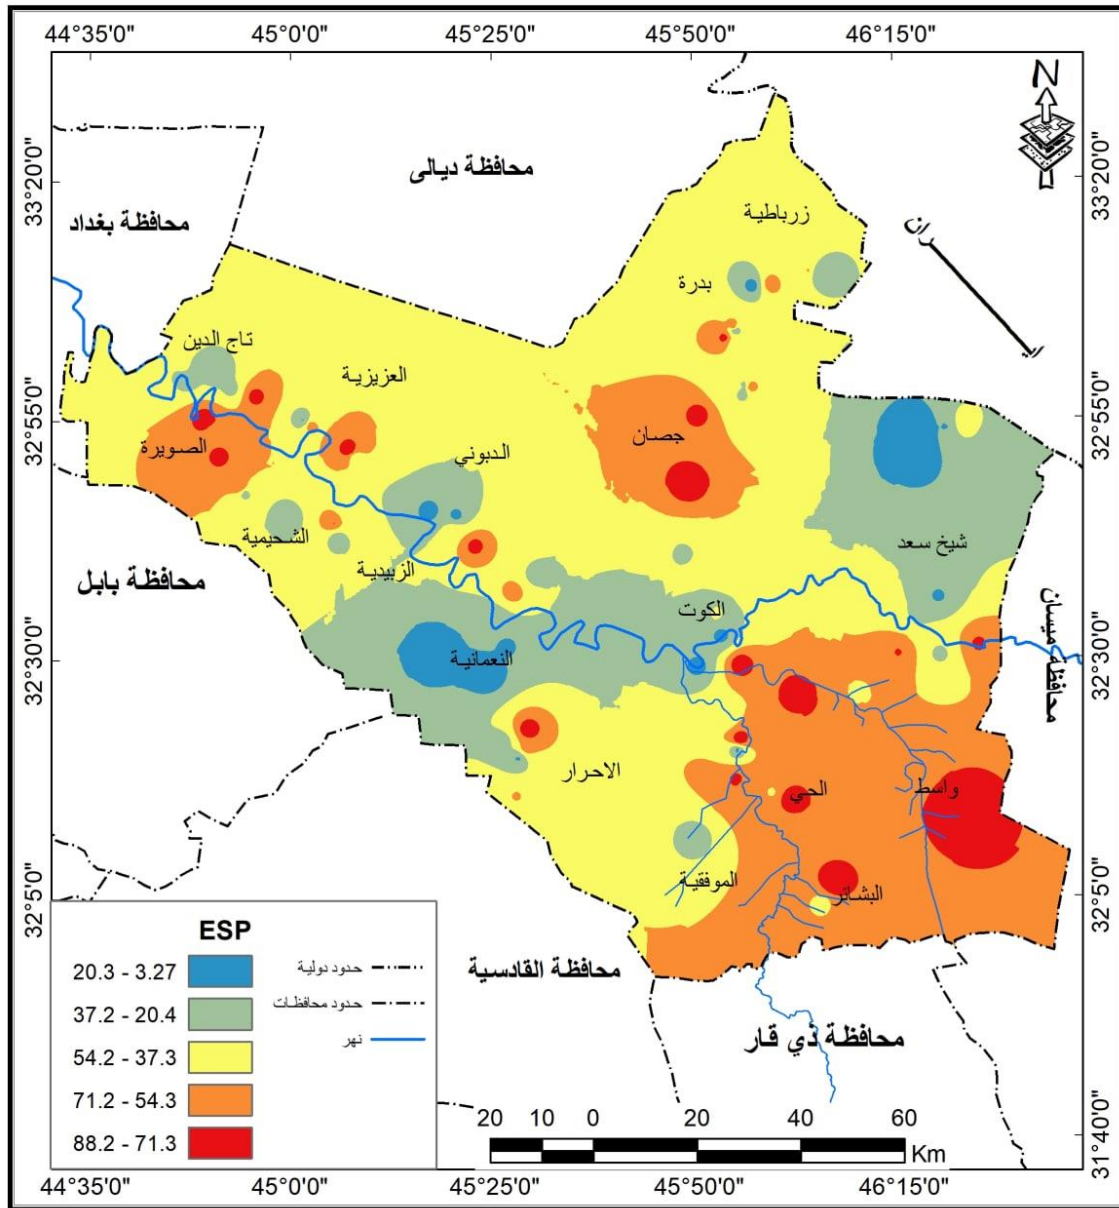 44°35'0" 45°0'0" 45°25'0" 45°50'0" 46°15'0"
N
33°20'0"
33°20'0"
محافظة ديالى
محافظة بغداد
زرباطية
بدرة
ايران
تاج الدين
العزيزية
32°55'0"
32°55'0"
الصويرة
جصان
الدبوني
الشحيمية
شيخ سعد
الزبيدية
محافظة بابل
الكوت
محافظة ميسان
32°30'0"
32°30'0"
النعمانية
الاحرار
الحي
واسط
الموفقية
البشائر
32°5'0"
32°5'0"
محافظة القادسية
محافظة ذي قار
ESP
20.3 - 3.27
37.2 - 20.4
54.2 - 37.3
71.2 - 54.3
88.2 - 71.3
حدود دولية
حدود محافظات
نهر
31°40'0"
20 10 0 20 40 60
Km
44°35'0" 45°0'0" 45°25'0" 45°50'0" 46°15'0"